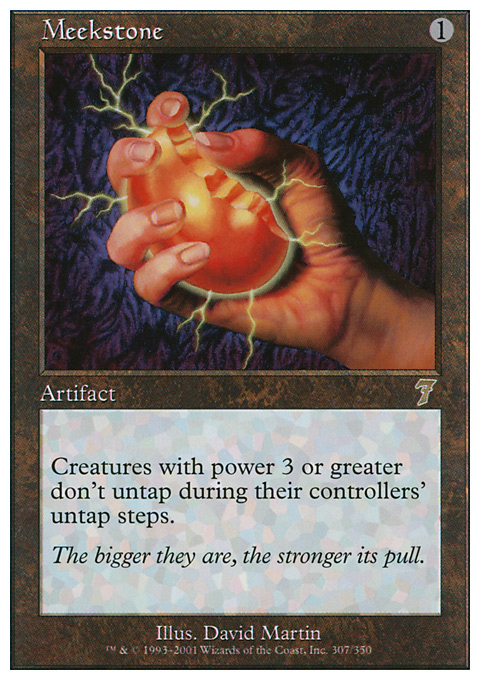 Meekstone 1
Artifact
Creatures with power 3 or greater
don't untap during their controllers'
untap steps.
The bigger they are, the stronger its pull.
Illus. David Martin
™ & © 1993-2001 Wizards of the Coast, Inc. 307/350